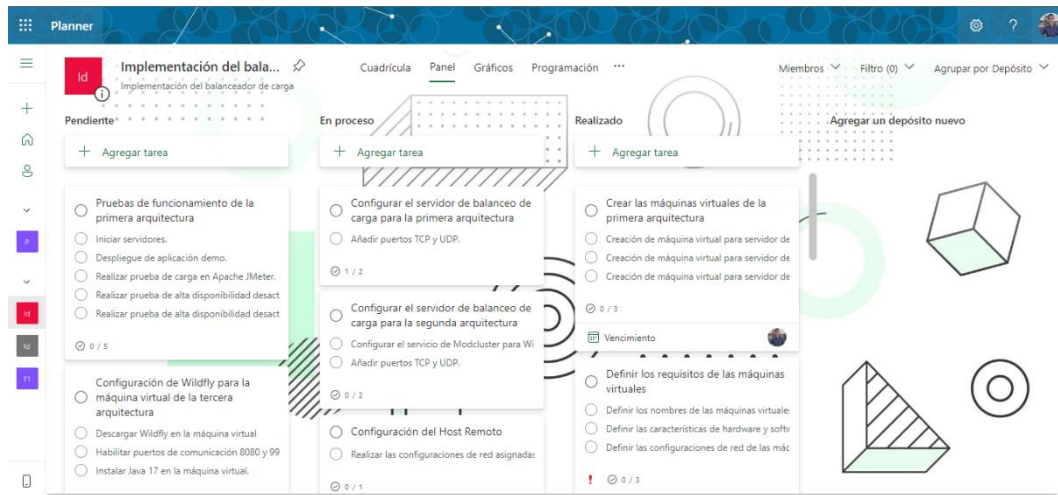 Planner
Id
Implementación del bala...
Implementación del balanceador de carga
Cuadrícula Panel Gráficos Programación ...
Miembros Filtro (0) Agrupar por Depósito
Pendiente
+ Agregar tarea
Pruebas de funcionamiento de la
primera arquitectura
Iniciar servidores.
Despliegue de aplicación demo.
Realizar prueba de carga en Apache JMeter.
Realizar prueba de alta disponibilidad desact
Realizar prueba de alta disponibilidad desact
0 / 5
Configuración de Wildfly para la
máquina virtual de la tercera
arquitectura
Descargar Wildfly en la máquina virtual
Habilitar puertos de comunicación 8080 y 99
Instalar Java 17 en la máquina virtual.
En proceso
+ Agregar tarea
Configurar el servidor de balanceo de
carga para la primera arquitectura
Añadir puertos TCP y UDP.
1 / 2
Configurar el servidor de balanceo de
carga para la segunda arquitectura
Configurar el servicio de Modcluster para Wi
Añadir puertos TCP y UDP.
0 / 2
Configuración del Host Remoto
Realizar las configuraciones de red asignadas
0 / 1
Realizado
+ Agregar tarea
Crear las máquinas virtuales de la
primera arquitectura
Creación de máquina virtual para servidor de
Creación de máquina virtual para servidor de
Creación de máquina virtual para servidor de
0 / 3
Vencimiento
Definir los requisitos de las máquinas
virtuales
Definir los nombres de las máquinas virtuale
Definir las características de hardware y softw
Definir las configuraciones de red de las mác
0 / 3
Agregar un depósito nuevo
P
Id
Id
T1